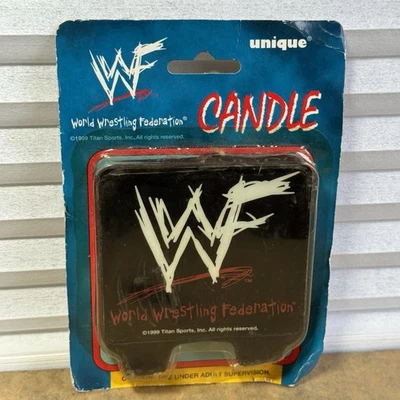 WF
unique®
World Wrestling Federation®
©1999 Titan Sports, Inc. All rights reserved.
CANDLE
WF
TM
World Wrestling Federation®
©1999 Titan Sports, Inc. All rights reserved.
UNDER ADULT SUPERVISION